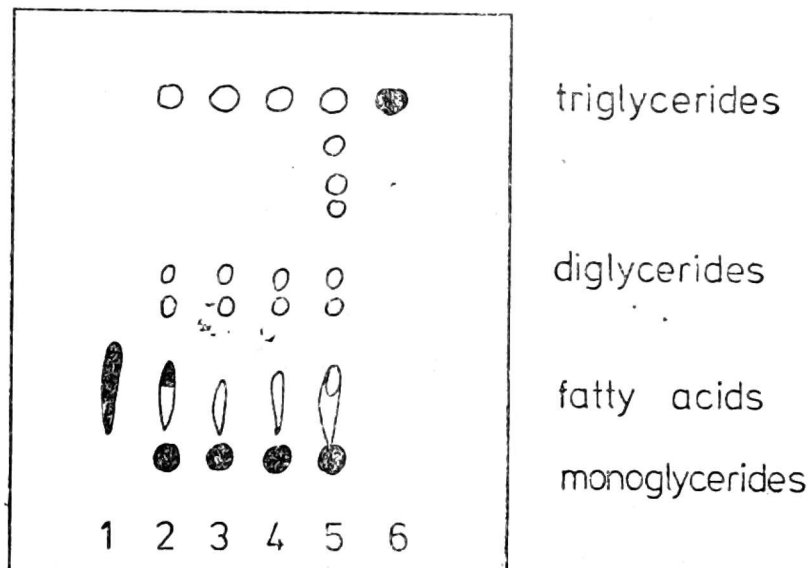 triglycerides
diglycerides
fatty acids
monoglycerides
1 2 3 4 5 6